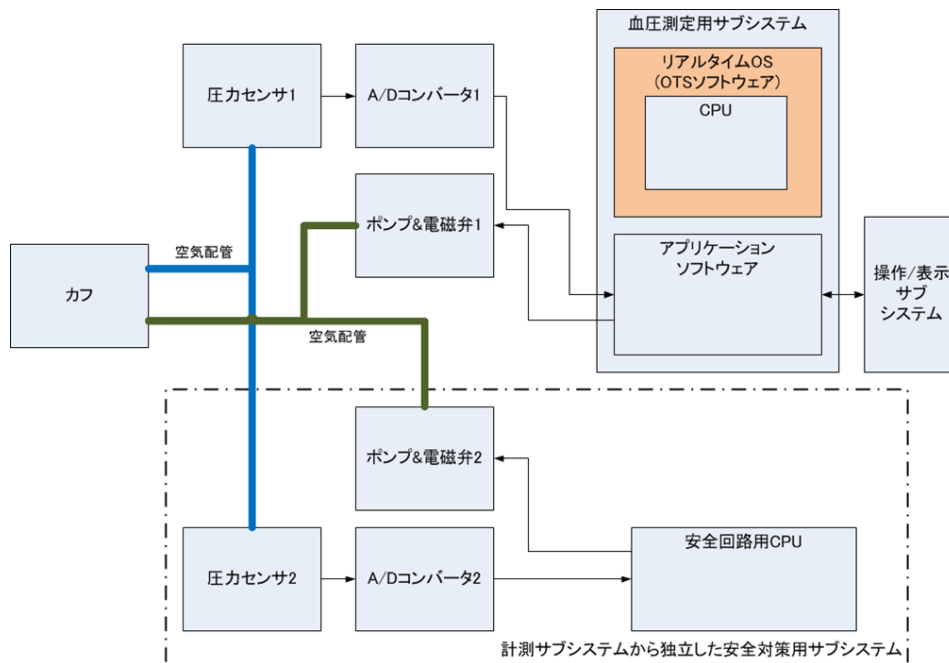 血圧測定用サブシステム
リアルタイムOS
(OTSソフトウェア)
CPU
圧力センサ1
A/Dコンバータ1
ポンプ&電磁弁1
アプリケーション
ソフトウェア
操作/表示
サブ
システム
空気配管
カフ
空気配管
ポンプ&電磁弁2
安全回路用CPU
圧力センサ2
A/Dコンバータ2
計測サブシステムから独立した安全対策用サブシステム